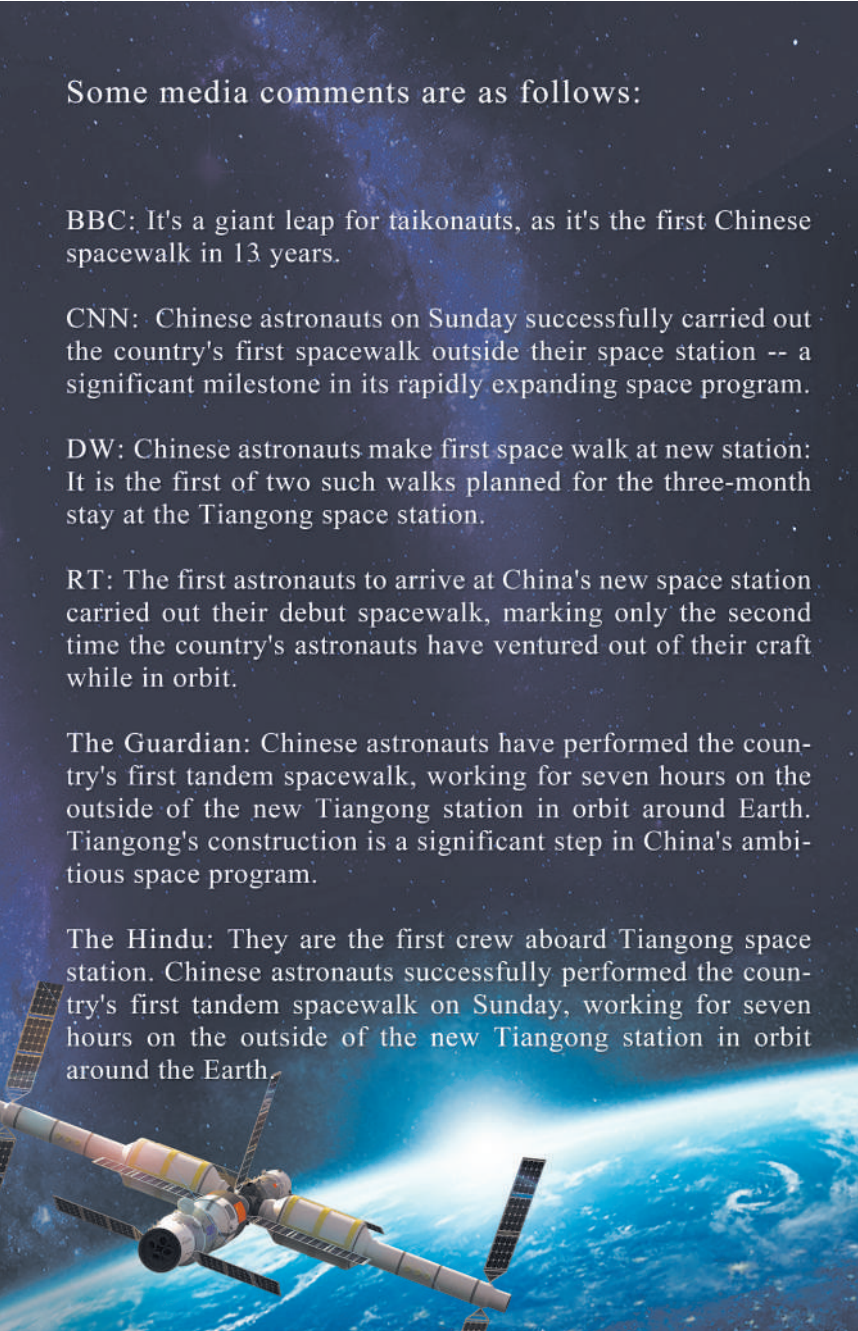 Some media comments are as follows:
BBC: It's a giant leap for taikonauts, as it's the first Chinese
spacewalk in 13 years.
CNN: Chinese astronauts on Sunday successfully carried out
the country's first spacewalk outside their space station -- a
significant milestone in its rapidly expanding space program.
DW: Chinese astronauts make first space walk at new station:
It is the first of two such walks planned for the three-month
stay at the Tiangong space station.
RT: The first astronauts to arrive at China's new space station
carried out their debut spacewalk, marking only the second
time the country's astronauts have ventured out of their craft
while in orbit.
The Guardian: Chinese astronauts have performed the coun-
try's first tandem spacewalk, working for seven hours on the
outside of the new Tiangong station in orbit around Earth.
Tiangong's construction is a significant step in China's ambi-
tious space program.
The Hindu: They are the first crew aboard Tiangong space
station. Chinese astronauts successfully performed the coun-
try's first tandem spacewalk on Sunday, working for seven
hours on the outside of the new Tiangong station in orbit
around the Earth.